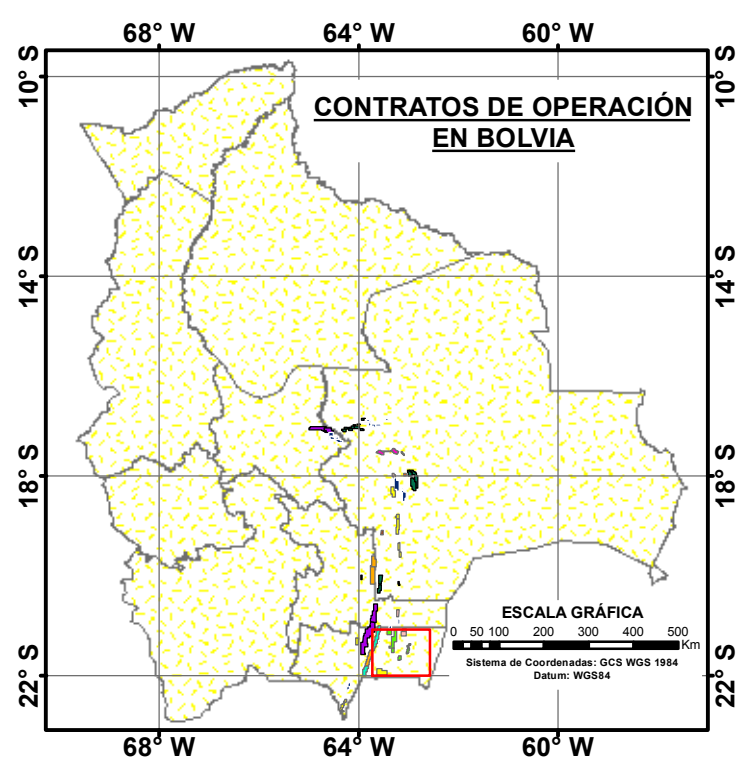 68° W 64° W 60° W
10° S 10° S
CONTRATOS DE OPERACIÓN
EN BOLVIA
14° S 14° S
18° S 18° S
ESCALA GRÁFICA
0 50 100 200 300 400 500
Km
Sistema de Coordenadas: GCS WGS 1984
Datum: WGS84
22° S 22° S
68° W 64° W 60° W